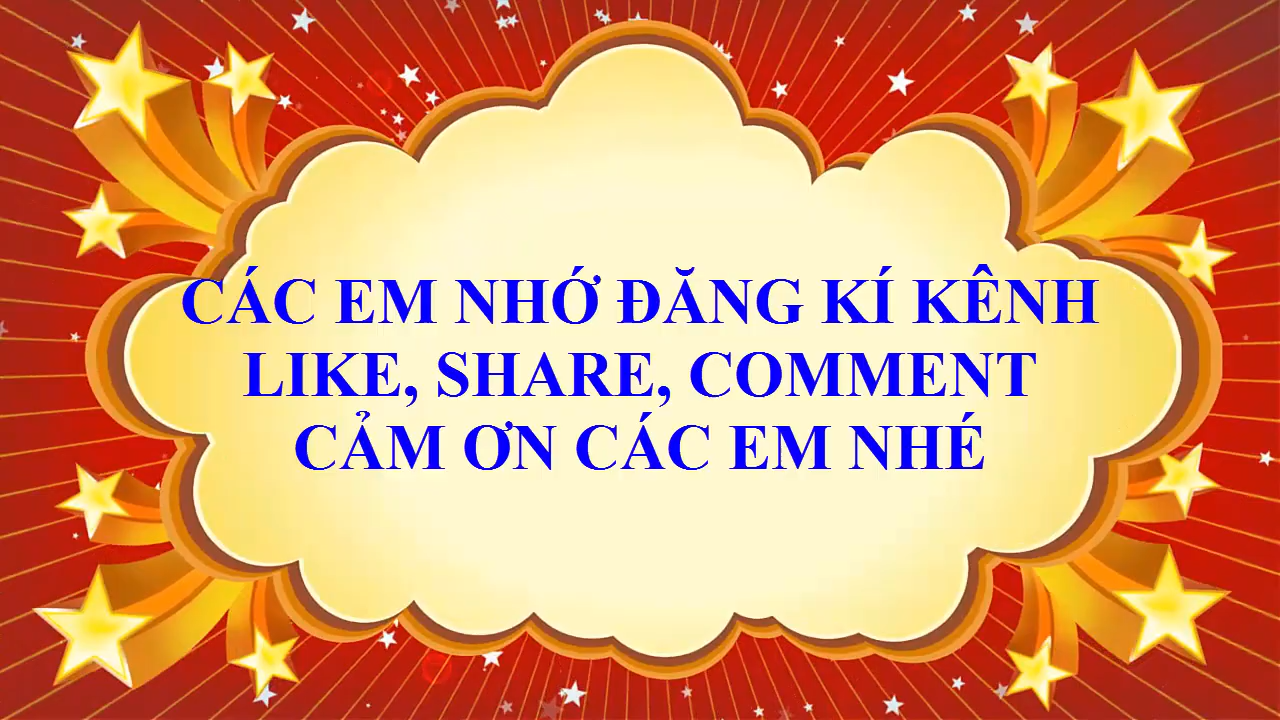 CÁC EM NHỚ ĐĂNG KÍ KÊNH
LIKE, SHARE, COMMENT
CẢM ƠN CÁC EM NHÉ